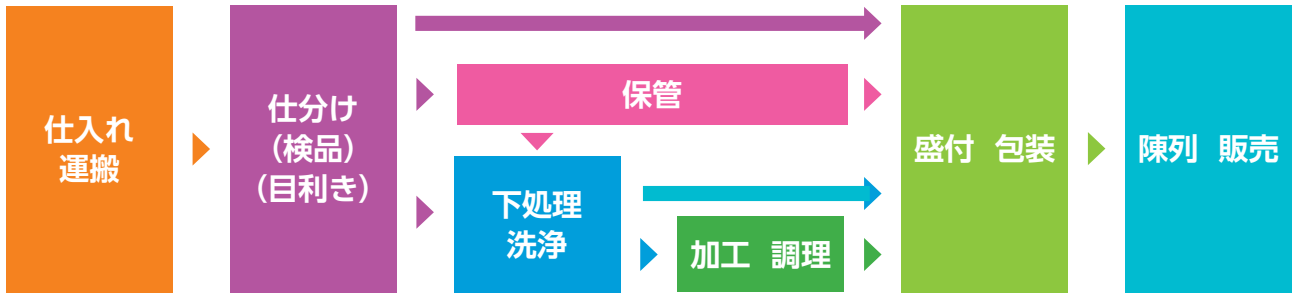 仕入れ
運搬
仕分け
（検品）
（目利き）
保管
下処理
洗浄
加工 調理
盛付 包装
陳列 販売